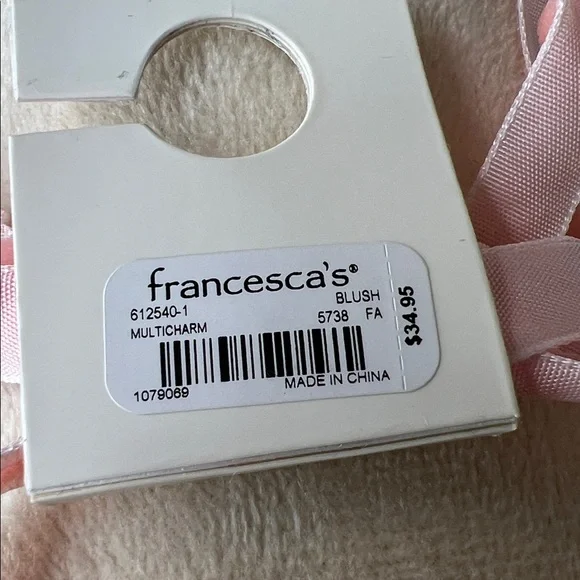 francesca's®
612540-1 BLUSH
MULTICHARM 5738 FA
1079069 MADE IN CHINA
$34.95